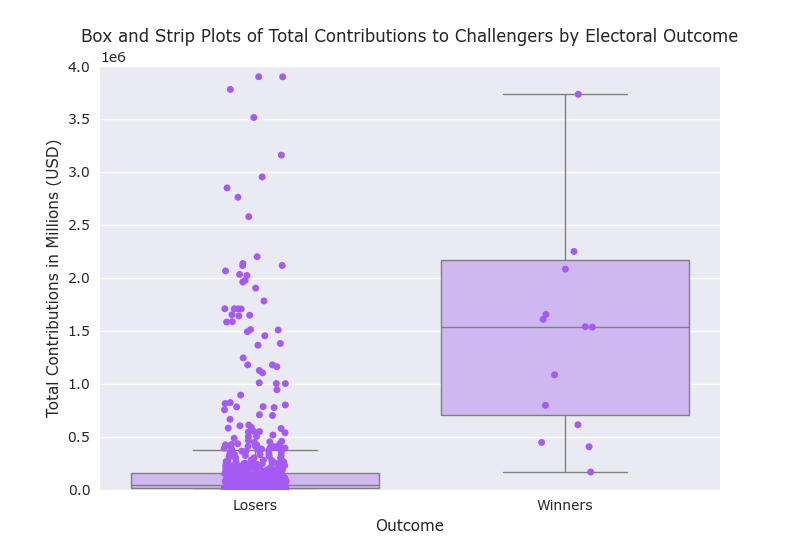 Box and Strip Plots of Total Contributions to Challengers by Electoral Outcome
1e6
4.0
3.5
3.0
2.5
2.0
1.5
1.0
0.5
0.0
Total Contributions in Millions (USD)
Losers
Winners
Outcome